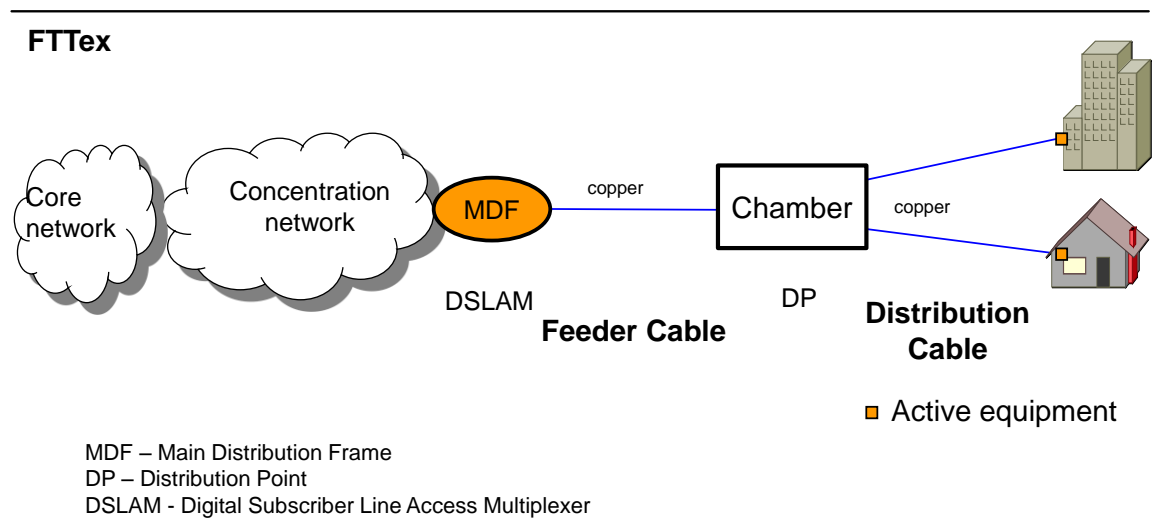 FTTex
Core
network
Concentration
network
MDF
copper
Chamber
copper
DSLAM
Feeder Cable
DP
Distribution
Cable
Active equipment
MDF – Main Distribution Frame
DP – Distribution Point
DSLAM - Digital Subscriber Line Access Multiplexer